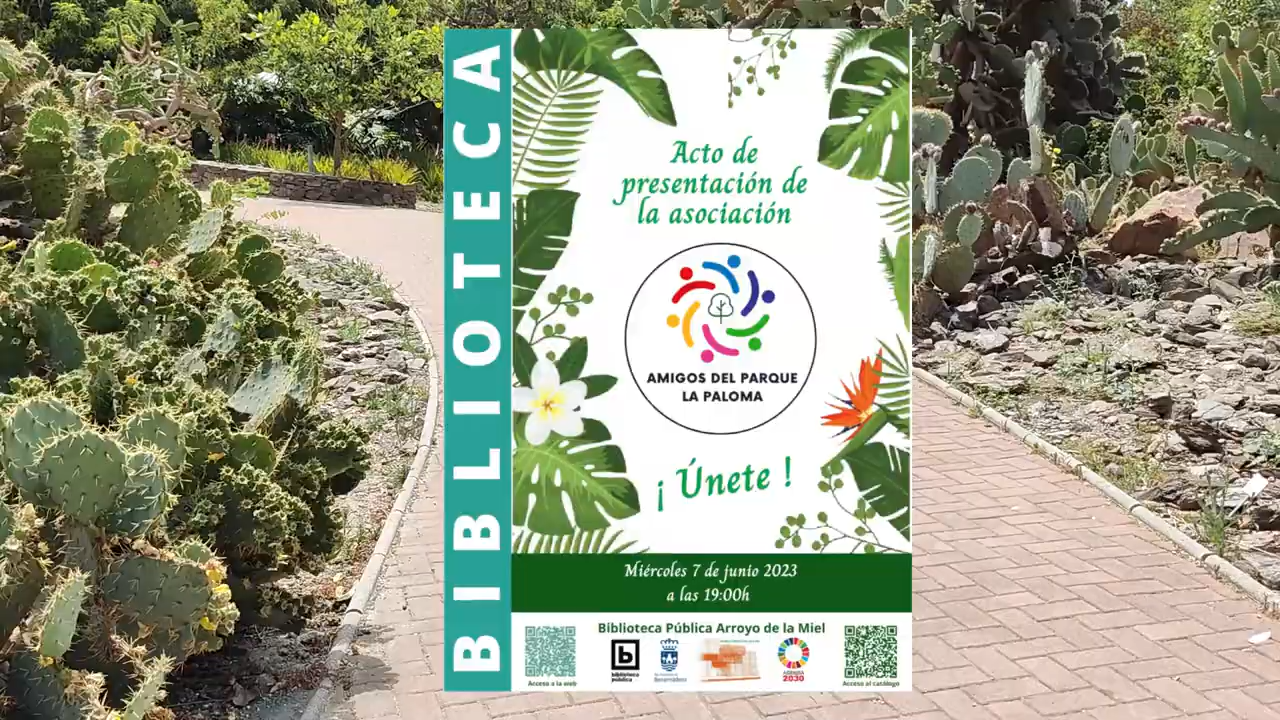 BIBLIOTECA
Acto de
presentación de
la asociación
AMIGOS DEL PARQUE
LA PALOMA
¡ Únete !
Miércoles 7 de junio 2023
a las 19:00h
Biblioteca Pública Arroyo de la Miel
biblioteca
pública
Benalmádena
AGENDA
2030
Acceso a la web
Acceso al catálogo